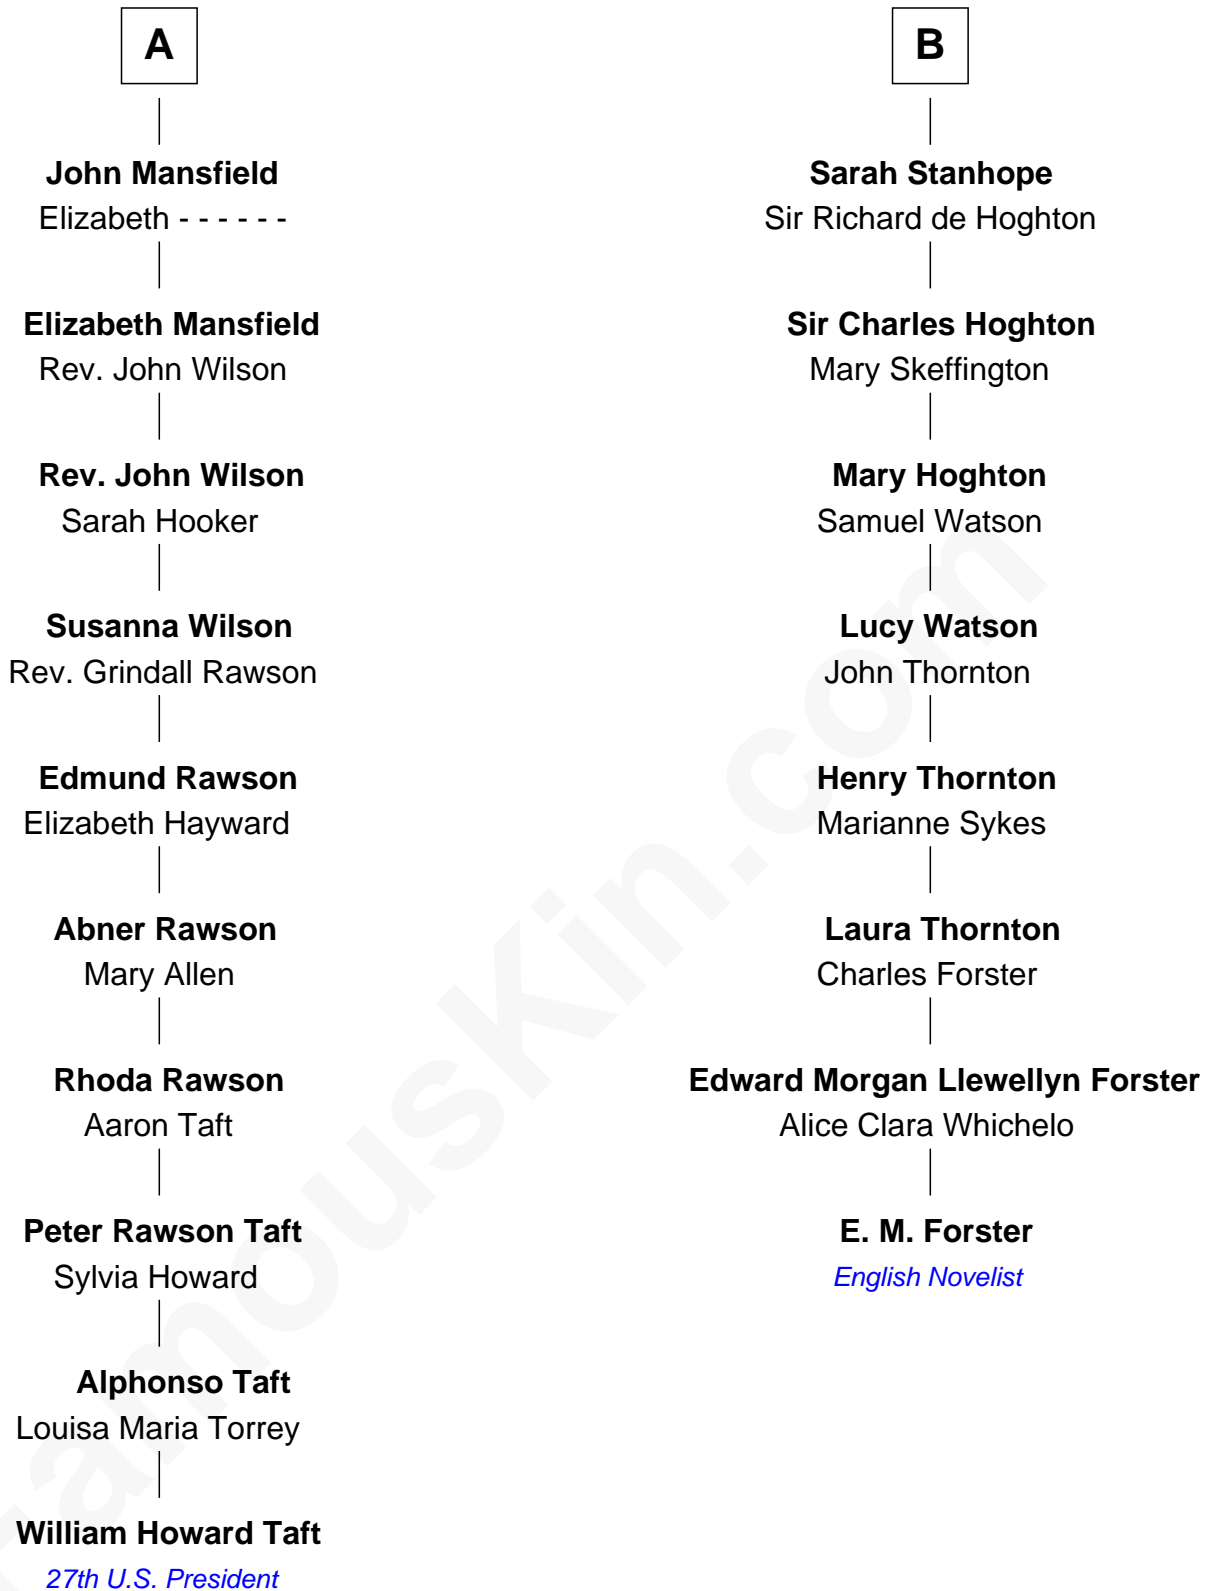 A
John Mansfield
Elizabeth - - - - - -
Elizabeth Mansfield
Rev. John Wilson
Rev. John Wilson
Sarah Hooker
Susanna Wilson
Rev. Grindall Rawson
Edmund Rawson
Elizabeth Hayward
Abner Rawson
Mary Allen
Rhoda Rawson
Aaron Taft
Peter Rawson Taft
Sylvia Howard
Alphonso Taft
Louisa Maria Torrey
William Howard Taft
27th U.S. President
B
Sarah Stanhope
Sir Richard de Hoghton
Sir Charles Hoghton
Mary Skeffington
Mary Hoghton
Samuel Watson
Lucy Watson
John Thornton
Henry Thornton
Marianne Sykes
Laura Thornton
Charles Forster
Edward Morgan Llewellyn Forster
Alice Clara Whichelo
E. M. Forster
English Novelist
FamousKin.com